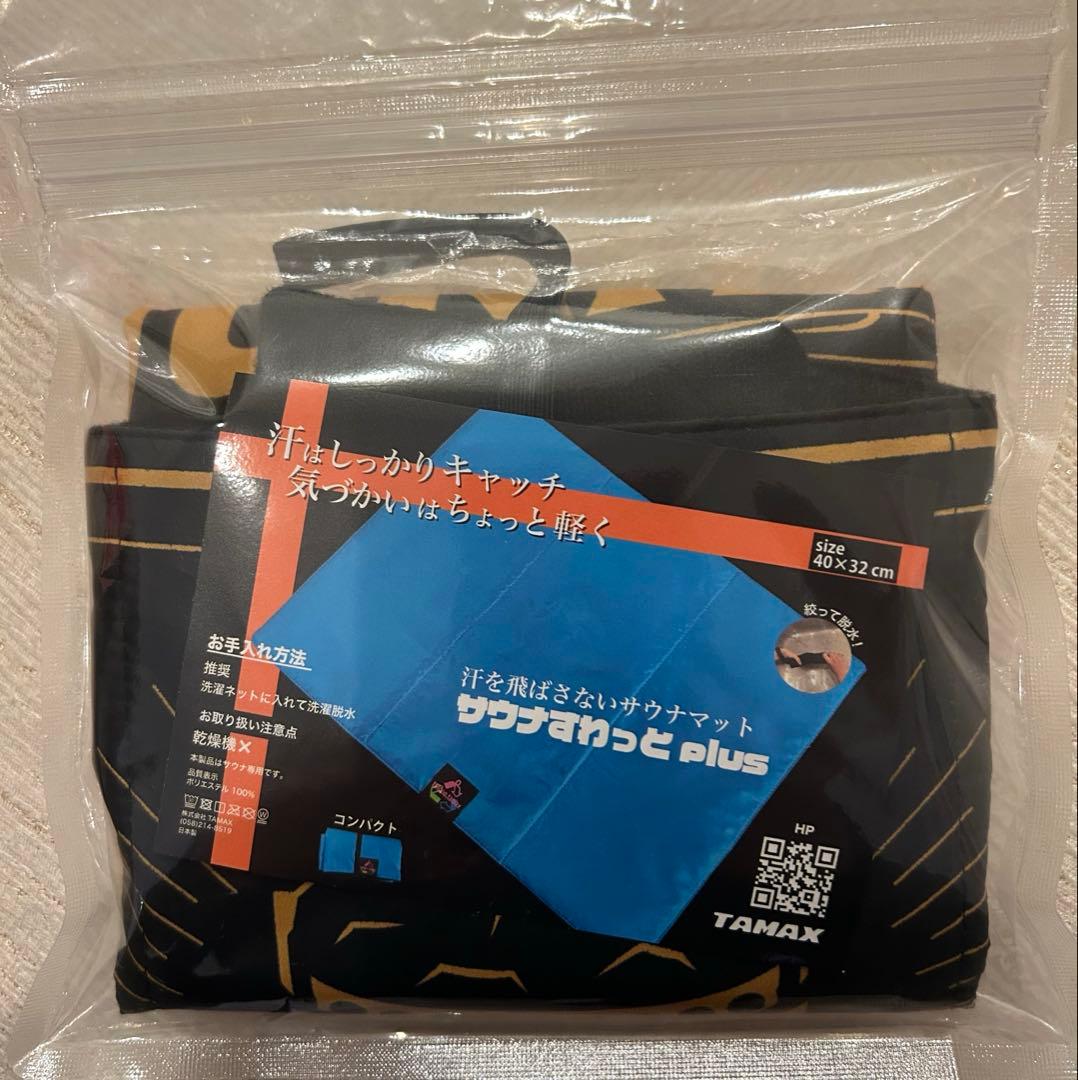 汗はしっかりキャッチ
気づかいはちょっと軽く
size
40×32 cm
絞って脱水!
お手入れ方法
推奨
洗濯ネットに入れて洗濯脱水
お取り扱い注意点
乾燥機×
本製品はサウナ専用です。
品質表示
ポリエステル 100%
株式会社 TAMAX
(058)214-8519
日本製
汗を飛ばさないサウナマット
サウナすわっと plus
コンパクト
HP
TAMAX